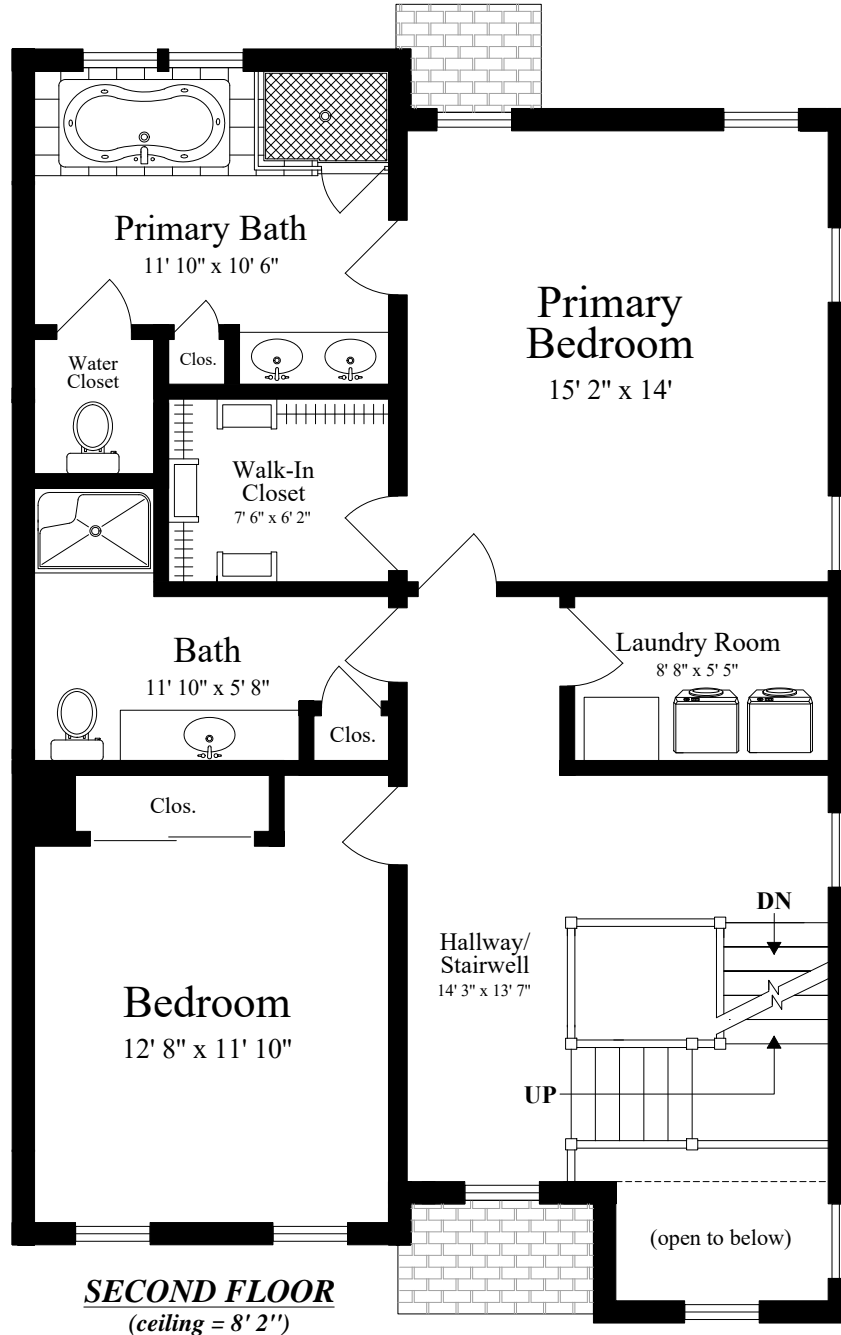 Primary Bath
11' 10" x 10' 6"
Primary
Bedroom
15' 2" x 14'
Water
Closet
Clos.
Walk-In
Closet
7' 6" x 6' 2"
Bath
11' 10" x 5' 8"
Clos.
Laundry Room
8' 8" x 5' 5"
Clos.
DN
Hallway/
Stairwell
14' 3" x 13' 7"
Bedroom
12' 8" x 11' 10"
UP
(open to below)
SECOND FLOOR
(ceiling = 8' 2")